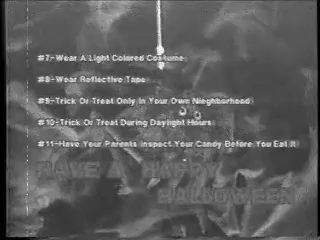 #7-Wear A Light Colored Costume
#8-Wear Reflective Tape
#9-Trick Or Treat Only In Your Own Nieghborhood
#10-Trick Or Treat During Daylight Hours
#11-Have Your Parents Inspect Your Candy Before You Eat It
HAVE A HAPPY
HALLOWEEN!